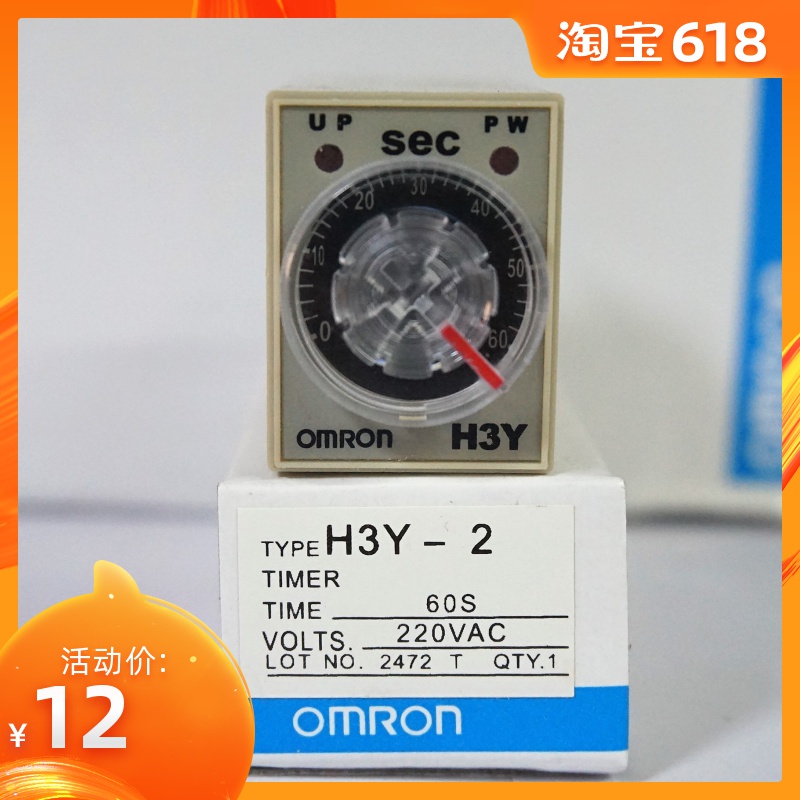 淘宝618
UP PW
sec
0 10 20 30 40 50 60
OMRON H3Y
TYPE H3Y - 2
TIMER
TIME 60S
VOLTS. 220VAC
LOT NO. 2472 T QTY.1
OMRON
活动价:
¥12